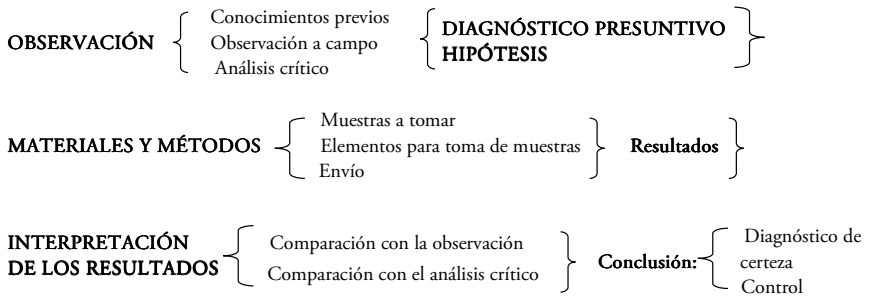 OBSERVACIÓN
Conocimientos previos
Observación a campo
Análisis crítico
DIAGNÓSTICO PRESUNTIVO
HIPÓTESIS
MATERIALES Y MÉTODOS
Muestras a tomar
Elementos para toma de muestras
Envío
Resultados
INTERPRETACIÓN
DE LOS RESULTADOS
Comparación con la observación
Comparación con el análisis crítico
Conclusión:
Diagnóstico de
certeza
Control